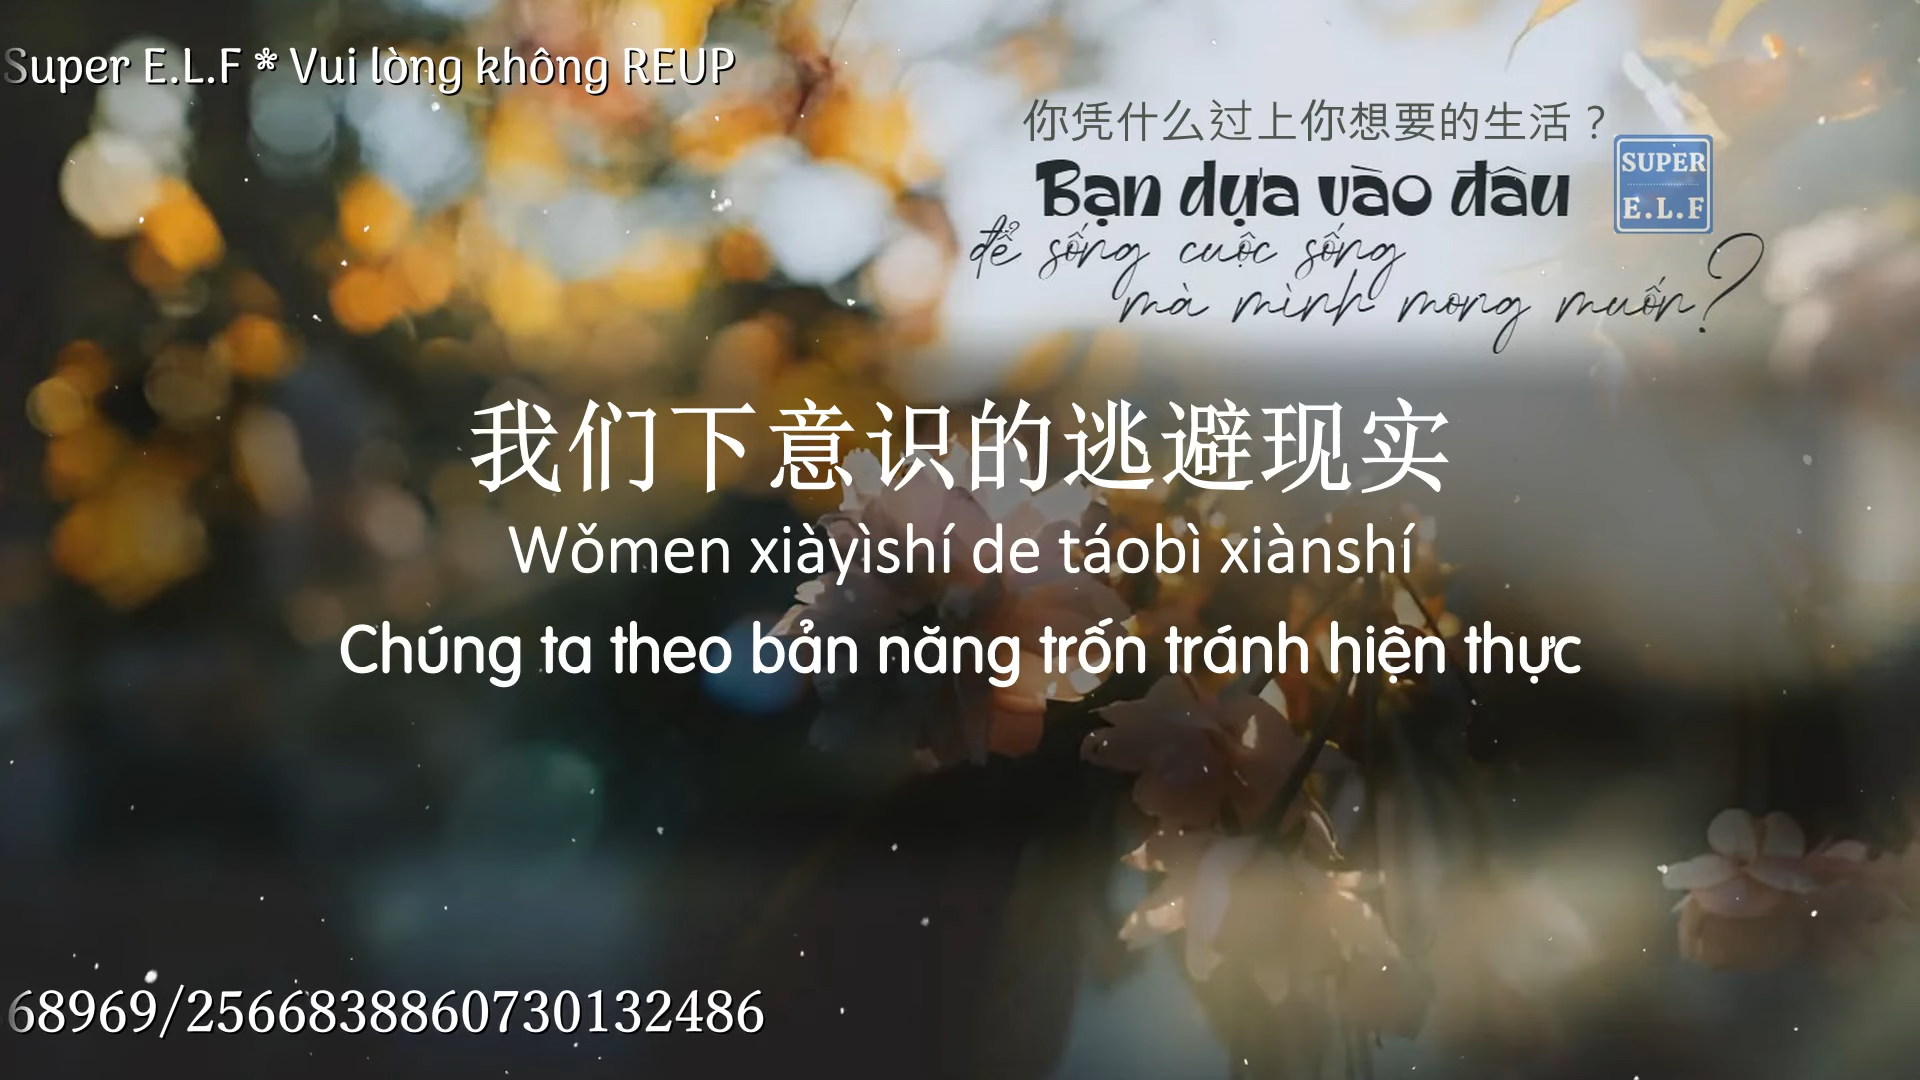 Super E.L.F * Vui lòng không REUP
你凭什么过上你想要的生活？
Bạn dựa vào đâu
để sống cuộc sống
mà mình mong muốn?
SUPER
E.L.F
我们下意识的逃避现实
Wǒmen xiàyìshí de táobì xiànshí
Chúng ta theo bản năng trốn tránh hiện thực
68969/2566838860730132486